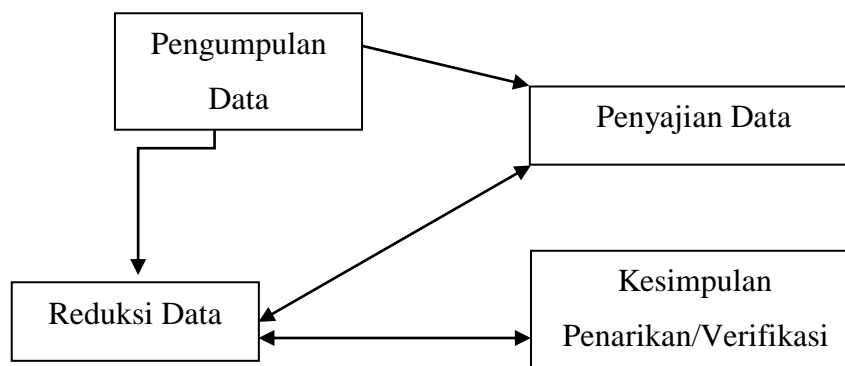 Pengumpulan
Data
Penyajian Data
Reduksi Data
Kesimpulan
Penarikan/Verifikasi